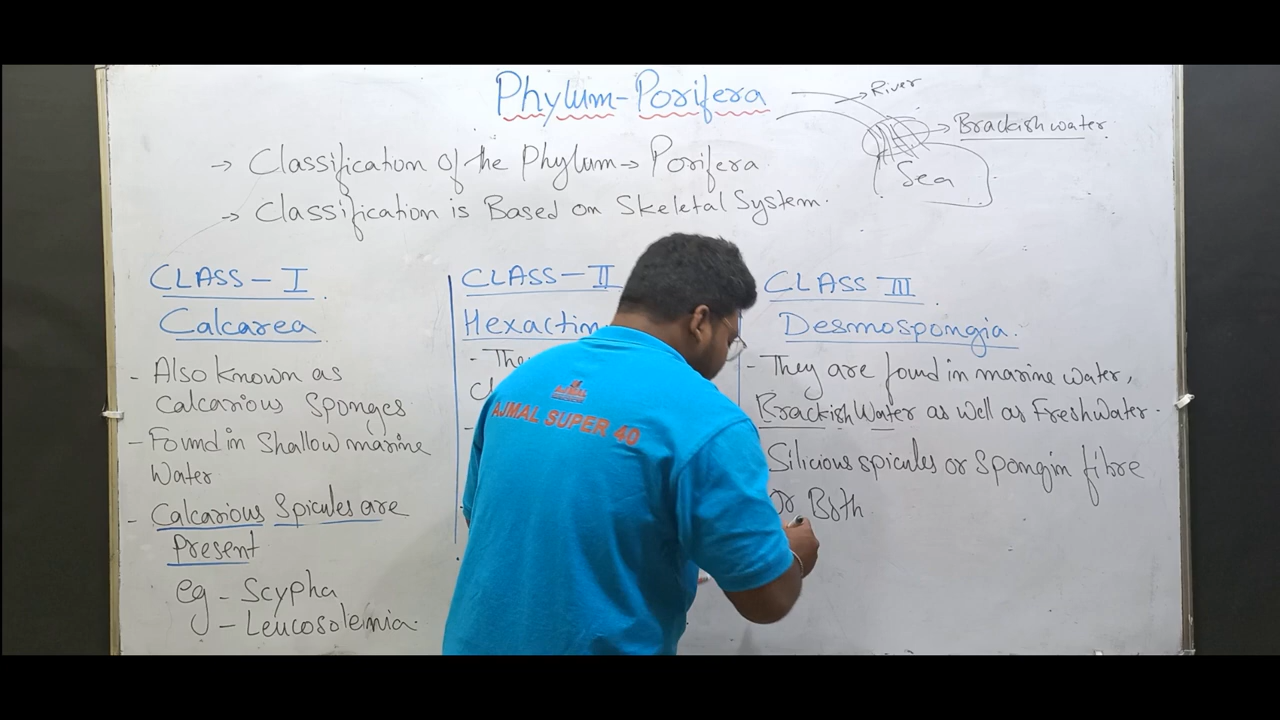 Phylum-Porifera
River
Brackish water
Sea
→ Classification of the Phylum→ Porifera
→ Classification is Based on Skeletal System.
CLASS-I
Calcarea
- Also known as
Calcarious Sponges
- Found in Shallow marine
Water
- Calcarious Spicules are
Present
eg - Scypha
- Leucosolemia.
CLASS-II
Hexactin
- The
CLASS III
Desmospongia.
- They are found in marine water,
Brackish Water as well as Freshwater.
Silicious spicules or Spongin fibre
or Both
AJMAL SUPER 40